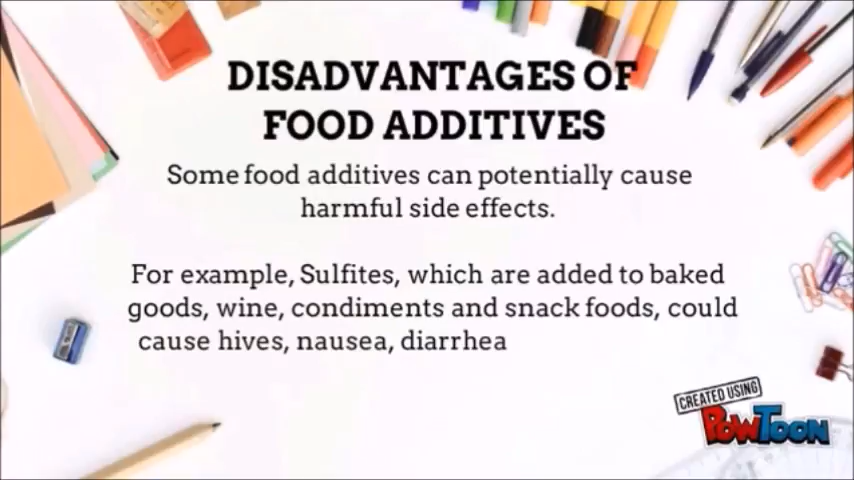 DISADVANTAGES OF
FOOD ADDITIVES
Some food additives can potentially cause
harmful side effects.
For example, Sulfites, which are added to baked
goods, wine, condiments and snack foods, could
cause hives, nausea, diarrhea
CREATED USING
POWTOON